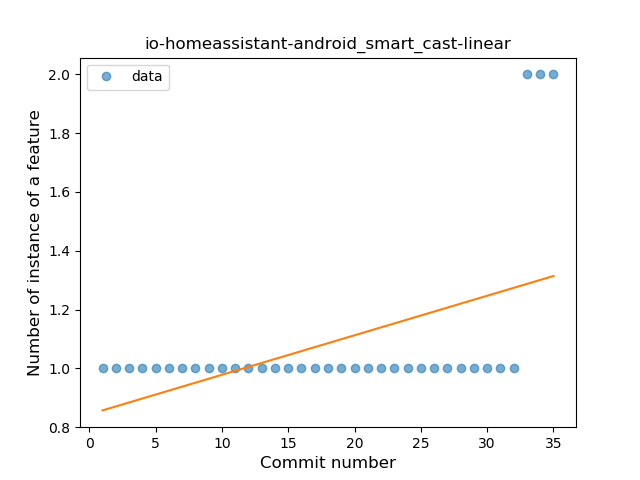 io-homeassistant-android_smart_cast-linear
data
Number of instance of a feature
2.0
1.8
1.6
1.4
1.2
1.0
0.8
0 5 10 15 20 25 30 35
Commit number